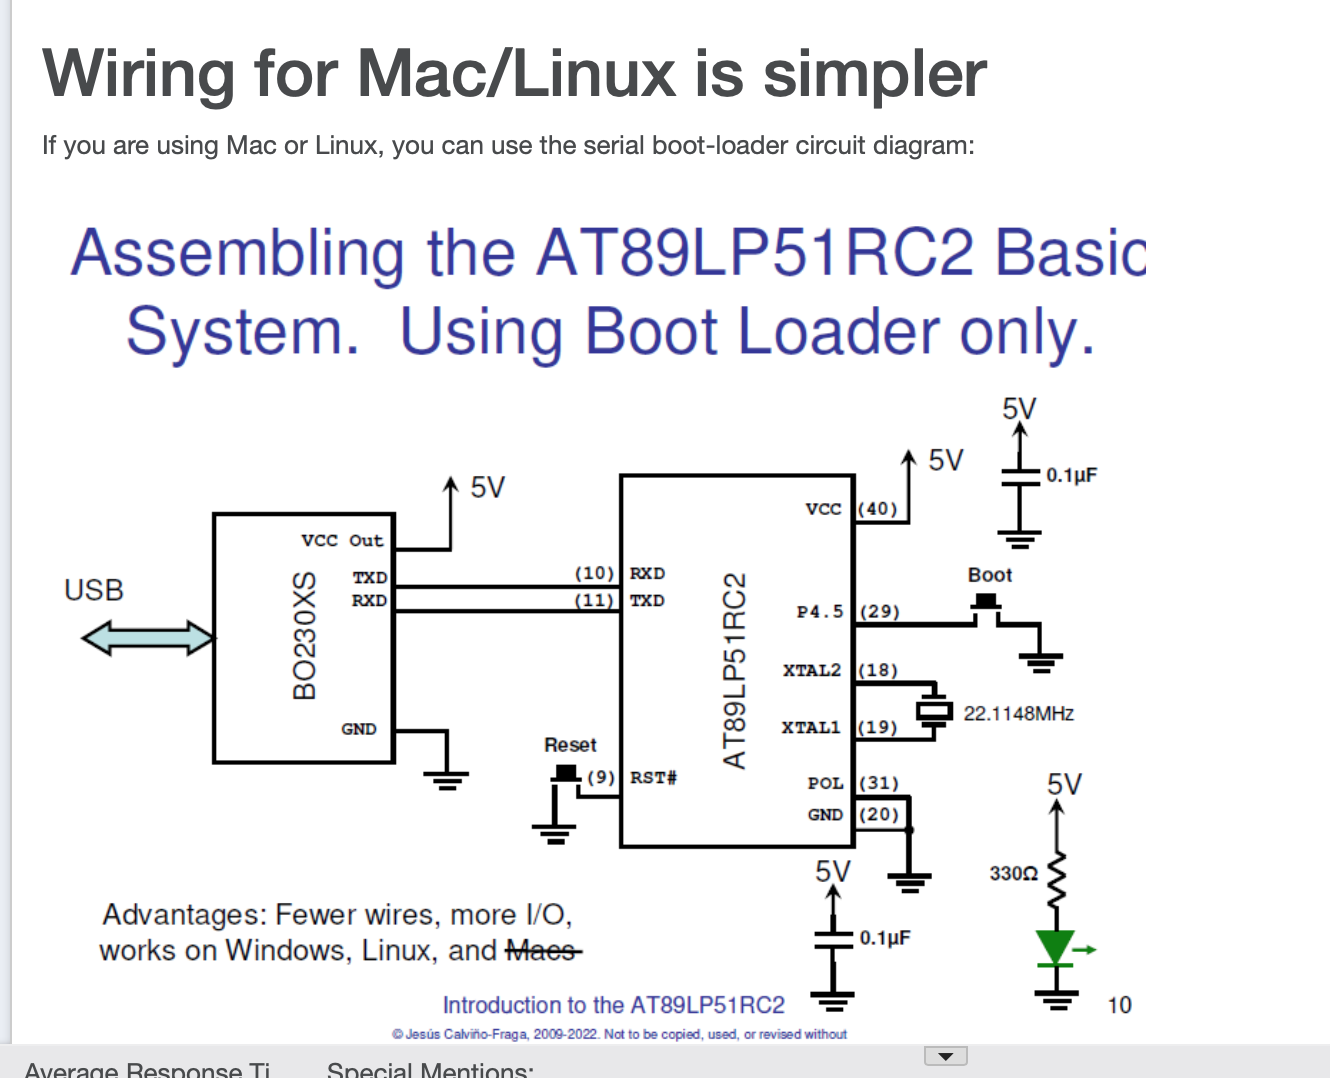 Wiring for Mac/Linux is simpler
If you are using Mac or Linux, you can use the serial boot-loader circuit diagram:
Assembling the AT89LP51RC2 Basic
System. Using Boot Loader only.
5V
5V
0.1µF
5V
VCC (40)
VCC Out
USB
TXD
(10) RXD
Boot
RXD
(11) TXD
P4.5 (29)
BO230XS
AT89LP51RC2
XTAL2 (18)
22.1148MHz
GND
XTAL1 (19)
Reset
(9) RST#
POL (31)
5V
GND (20)
5V
330Ω
Advantages: Fewer wires, more I/O,
works on Windows, Linux, and Macs
0.1µF
Introduction to the AT89LP51RC2
10
© Jesús Calviño-Fraga, 2009-2022. Not to be copied, used, or revised without
Average Response Ti
Special Mentions: